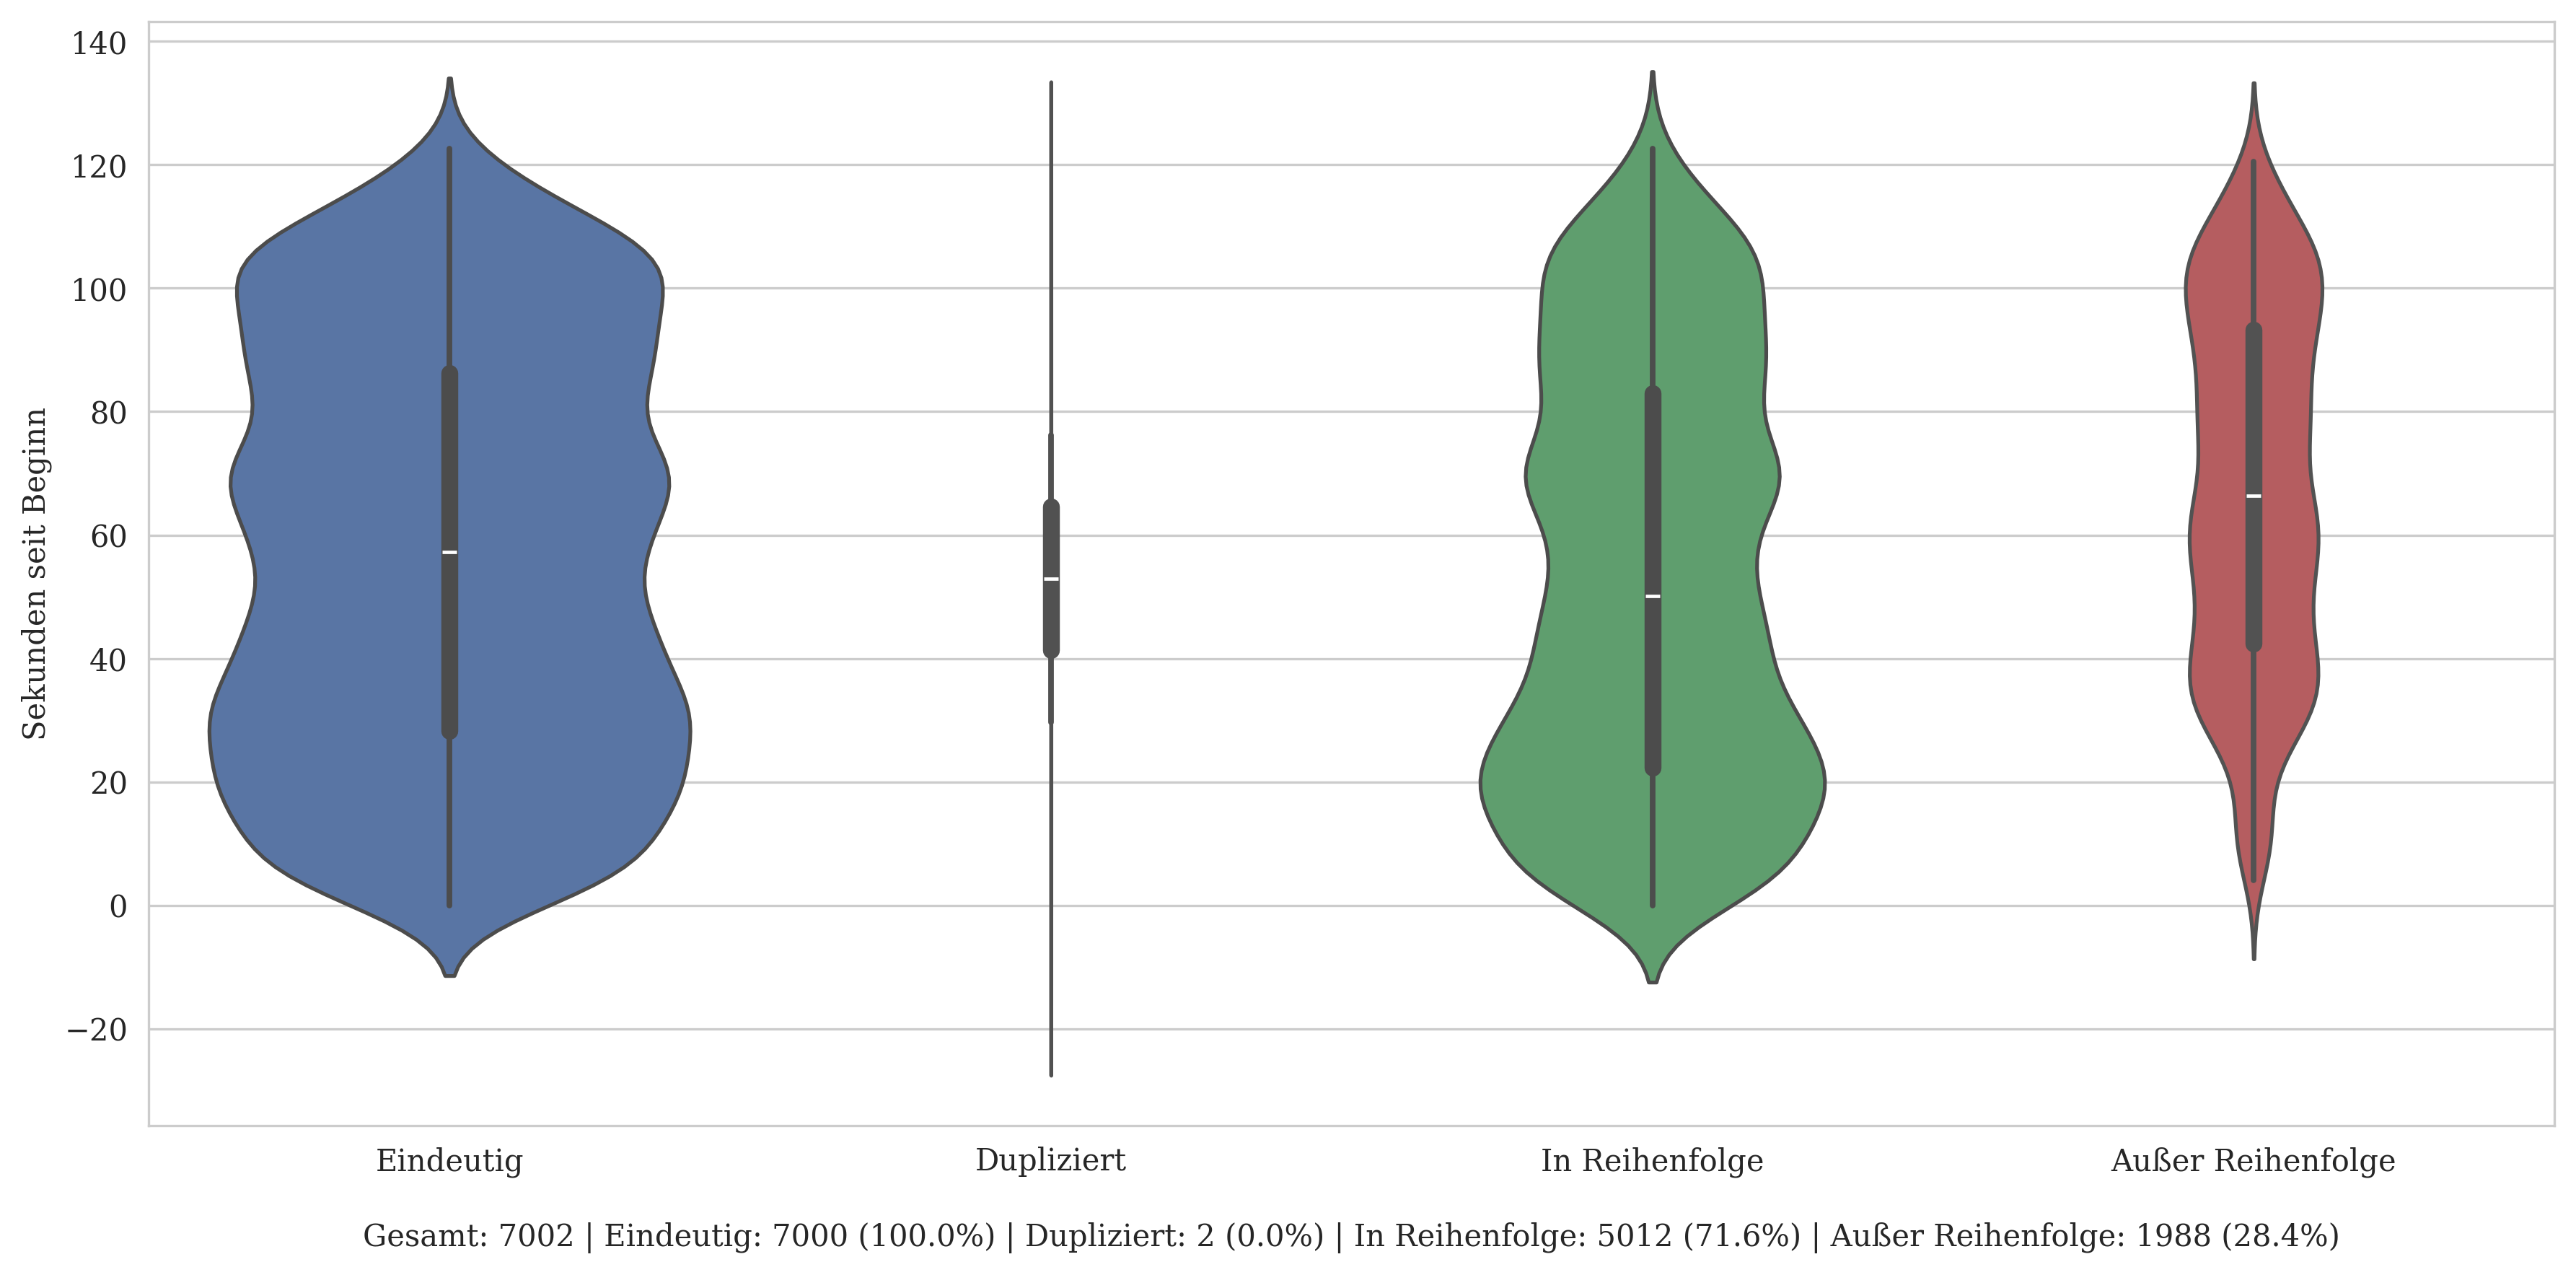 140
120
100
80
60
40
20
0
−20
Sekunden seit Beginn
Eindeutig
Dupliziert
In Reihenfolge
Außer Reihenfolge
Gesamt: 7002 | Eindeutig: 7000 (100.0%) | Dupliziert: 2 (0.0%) | In Reihenfolge: 5012 (71.6%) | Außer Reihenfolge: 1988 (28.4%)